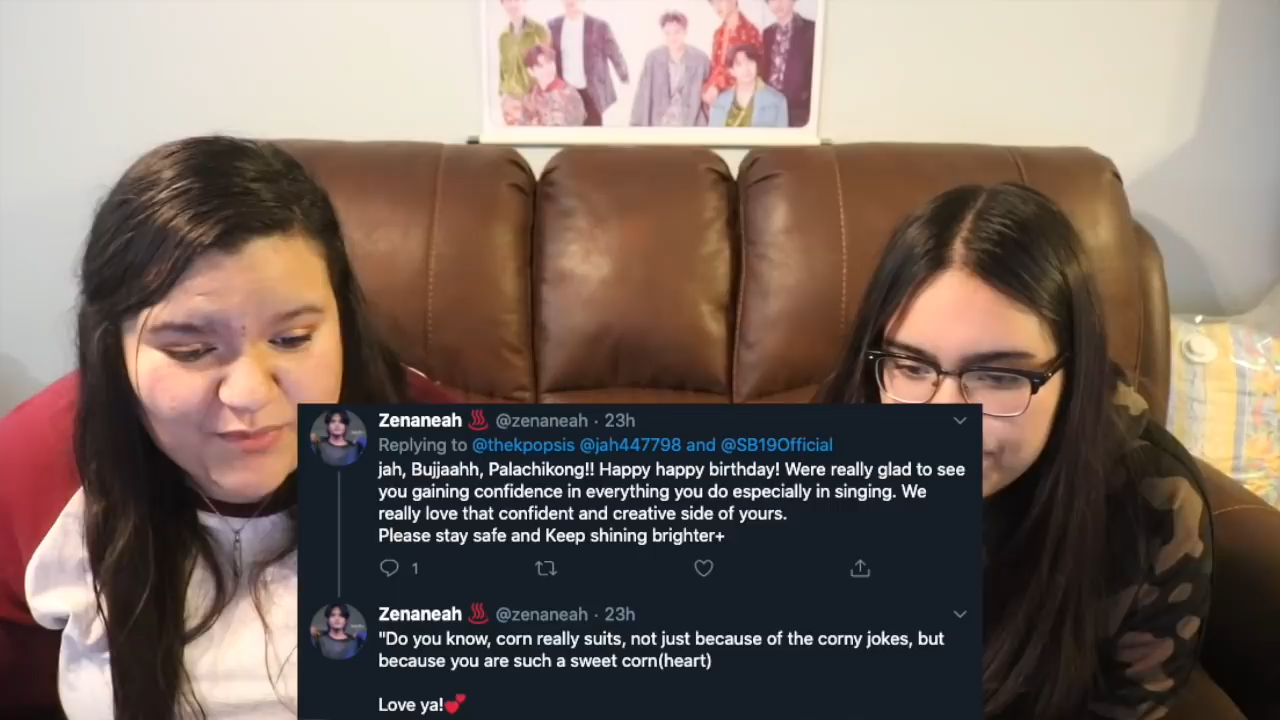 Zenaneah ♨ @zenaneah · 23h
Replying to @thekpopsis @jah447798 and @SB19Official
jah, Bujjaahh, Palachikong!! Happy happy birthday! Were really glad to see
you gaining confidence in everything you do especially in singing. We
really love that confident and creative side of yours.
Please stay safe and Keep shining brighter+
1
Zenaneah ♨ @zenaneah · 23h
"Do you know, corn really suits, not just because of the corny jokes, but
because you are such a sweet corn(heart)
Love ya!💕